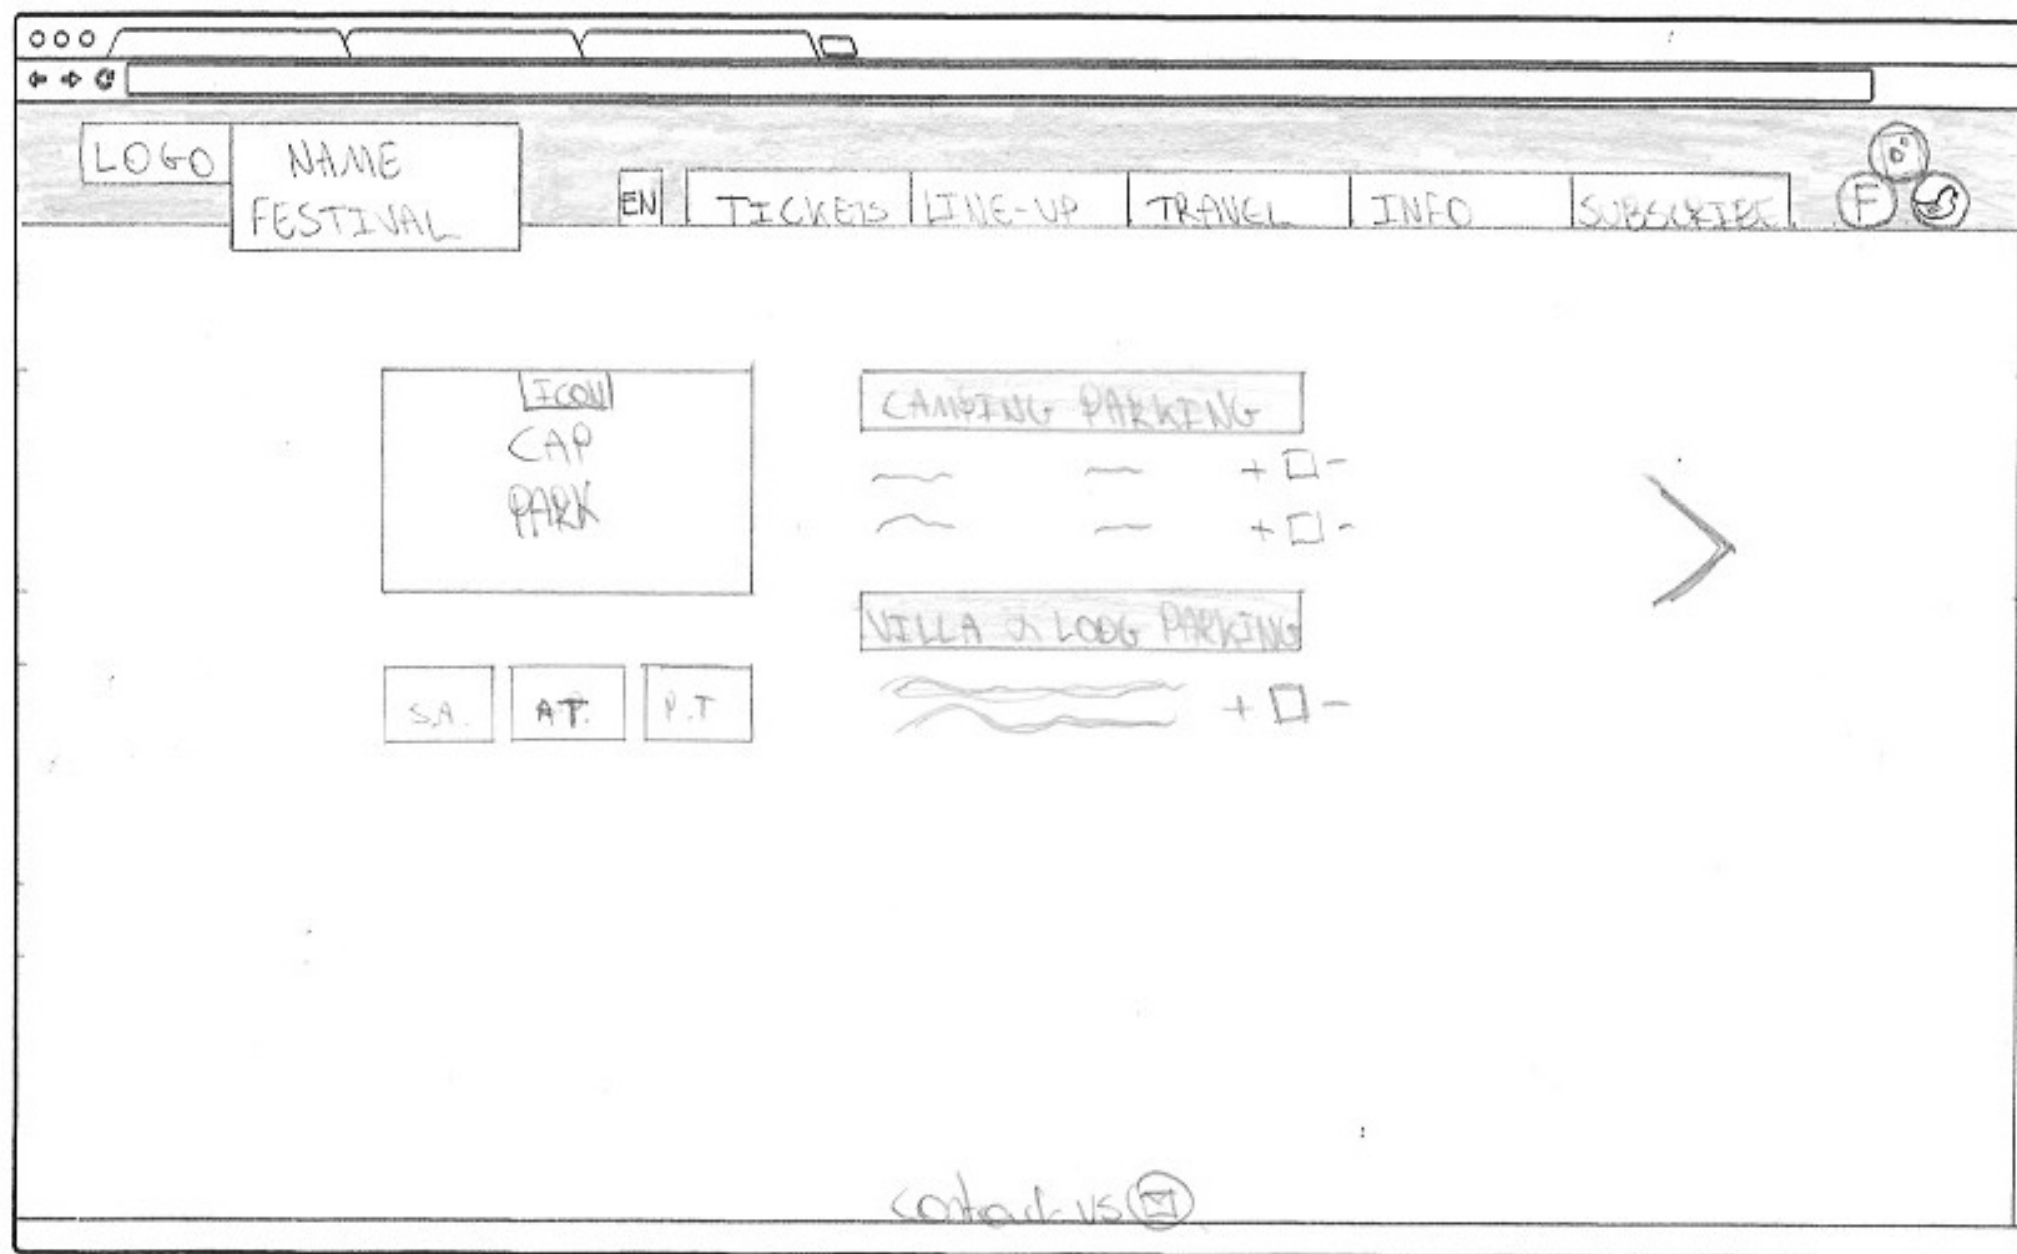 LOGO
NAME
FESTIVAL
EN
TICKETS
LINE-UP
TRAVEL
INFO
SUBSCRIBE
F
ICON
CAP
PARK
CAMPING PARKING
+ -
+ -
VILLA & LODG PARKING
+ -
S.A.
A.T.
P.T
contact us